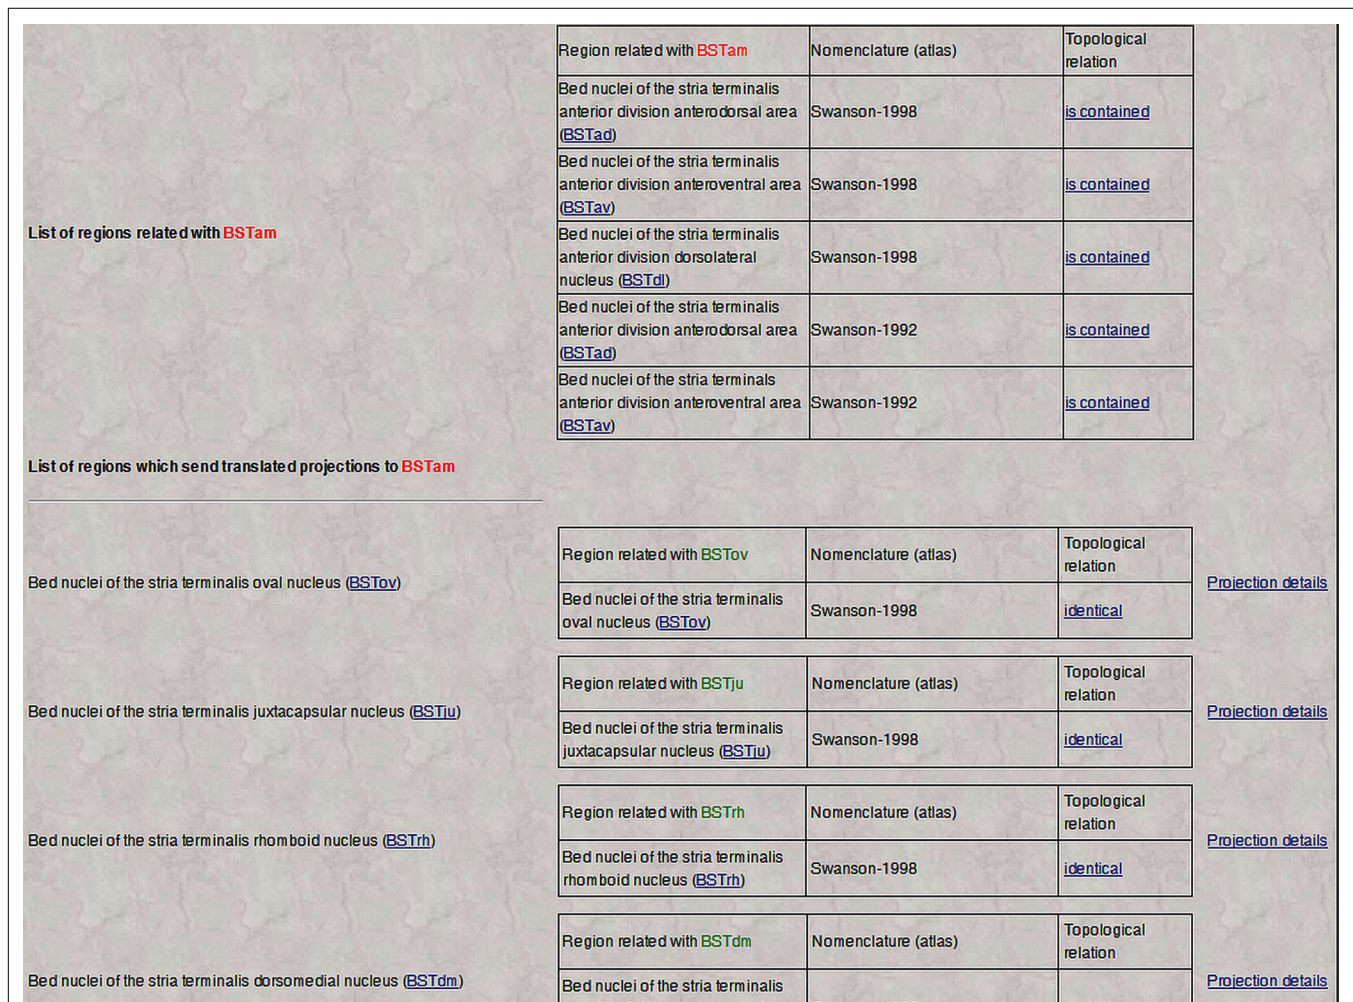 Region related with BSTam Nomenclature (atlas) Topological
relation
Bed nuclei of the stria terminalis
anterior division anterodorsal area
(BSTad) Swanson-1998 is contained
Bed nuclei of the stria terminalis
anterior division anteroventral area
(BSTav) Swanson-1998 is contained
List of regions related with BSTam
Bed nuclei of the stria terminalis
anterior division dorsolateral
nucleus (BSTdl) Swanson-1998 is contained
Bed nuclei of the stria terminalis
anterior division anterodorsal area
(BSTad) Swanson-1992 is contained
Bed nuclei of the stria terminals
anterior division anteroventral area
(BSTav) Swanson-1992 is contained
List of regions which send translated projections to BSTam
Bed nuclei of the stria terminalis oval nucleus (BSTov)
Region related with BSTov Nomenclature (atlas) Topological
relation
Bed nuclei of the stria terminalis
oval nucleus (BSTov) Swanson-1998 identical
Projection details
Bed nuclei of the stria terminalis juxtacapsular nucleus (BSTju)
Region related with BSTju Nomenclature (atlas) Topological
relation
Bed nuclei of the stria terminalis
juxtacapsular nucleus (BSTju) Swanson-1998 identical
Projection details
Bed nuclei of the stria terminalis rhomboid nucleus (BSTrh)
Region related with BSTrh Nomenclature (atlas) Topological
relation
Bed nuclei of the stria terminalis
rhomboid nucleus (BSTrh) Swanson-1998 identical
Projection details
Bed nuclei of the stria terminalis dorsomedial nucleus (BSTdm)
Region related with BSTdm Nomenclature (atlas) Topological
relation
Bed nuclei of the stria terminalis
Projection details